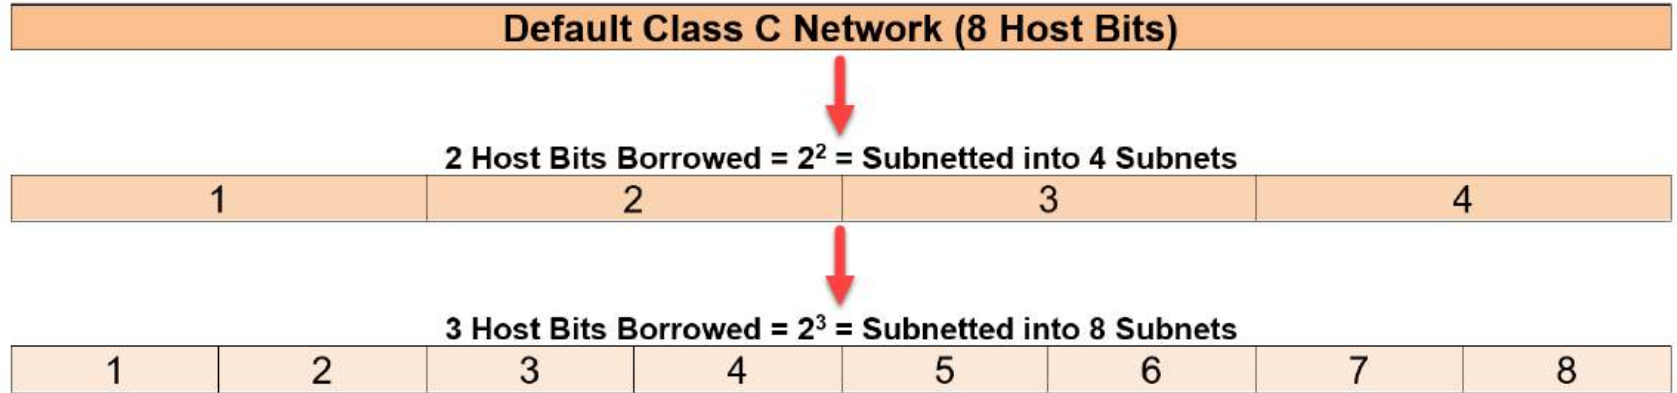 Default Class C Network (8 Host Bits)
2 Host Bits Borrowed = 2² = Subnetted into 4 Subnets
1 2 3 4
3 Host Bits Borrowed = 2³ = Subnetted into 8 Subnets
1 2 3 4 5 6 7 8